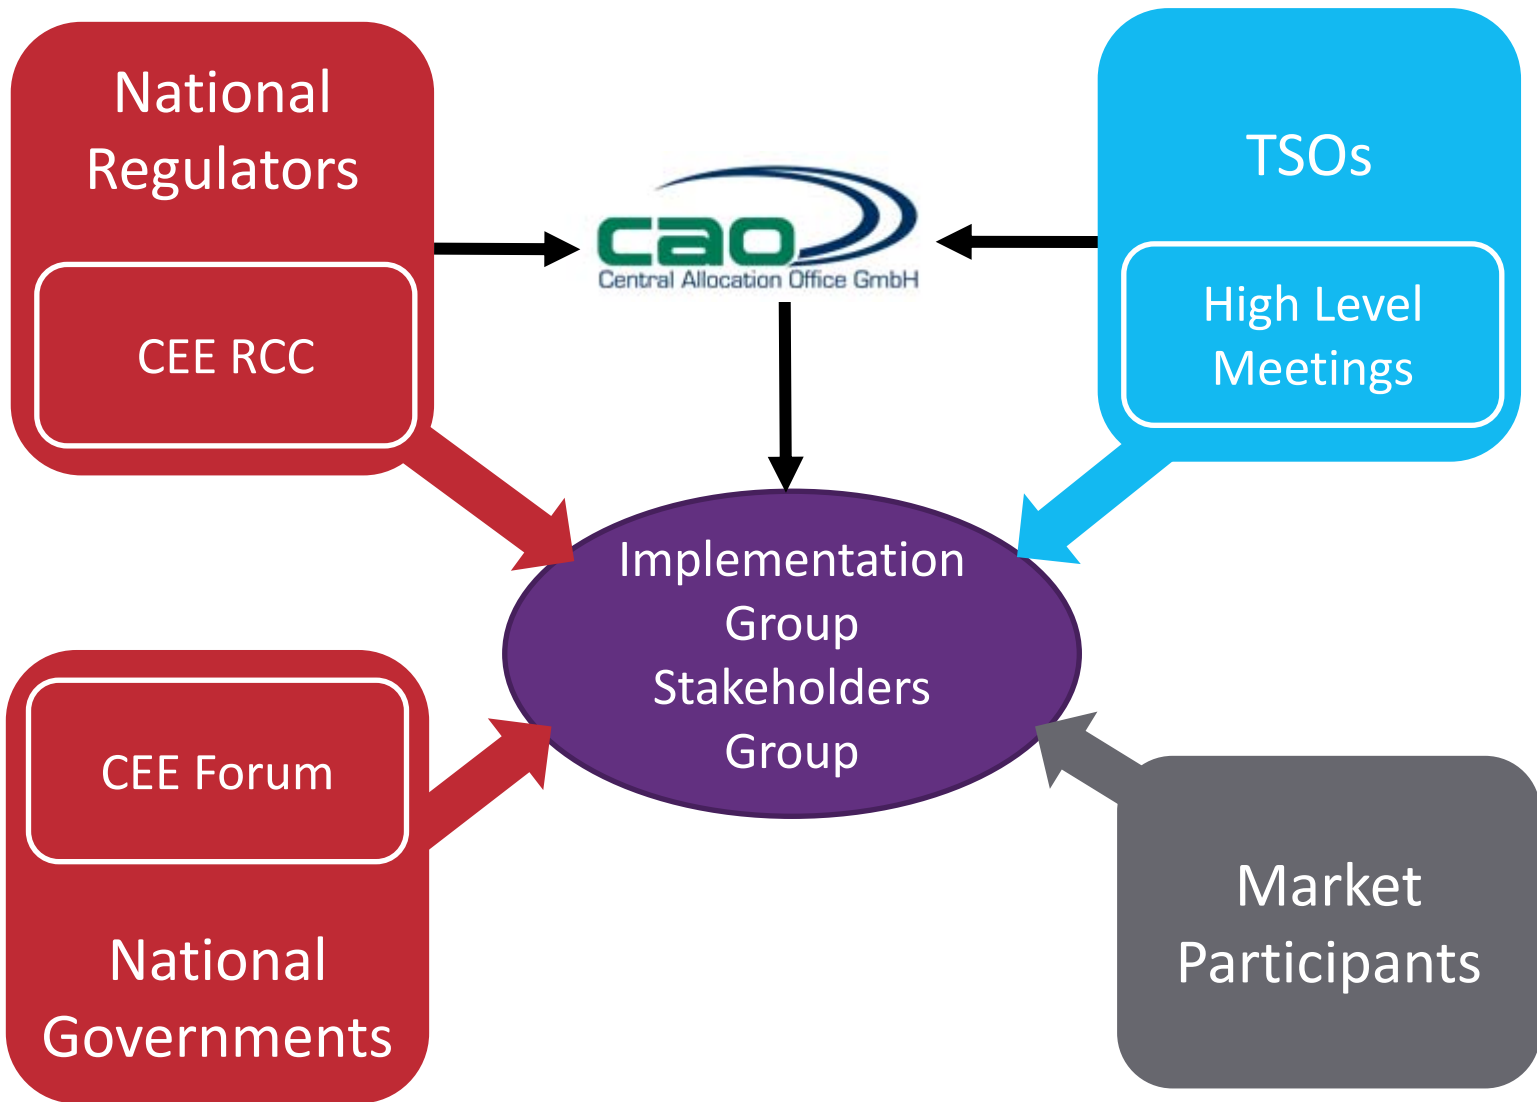 National
Regulators
CEE RCC
cao
Central Allocation Office GmbH
TSOs
High Level
Meetings
Implementation
Group
Stakeholders
Group
CEE Forum
National
Governments
Market
Participants